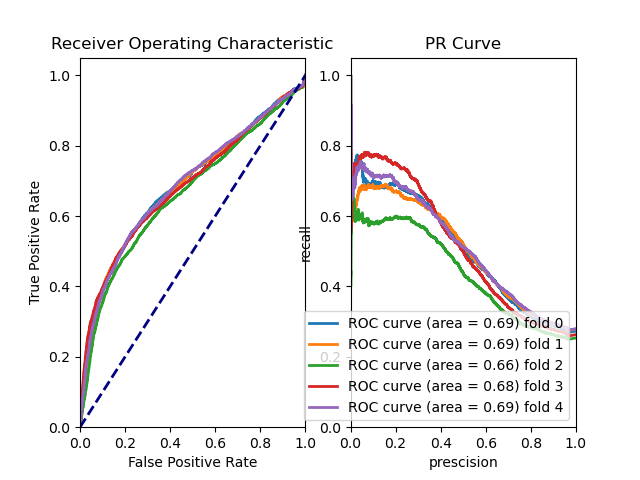 Receiver Operating Characteristic
1.0
0.8
0.6
0.4
0.2
0.0
True Positive Rate
0.0 0.2 0.4 0.6 0.8 1.0
False Positive Rate
PR Curve
1.0
0.8
0.6
0.4
0.2
0.0
recall
0.0 0.2 0.4 0.6 0.8 1.0
prescision
ROC curve (area = 0.69) fold 0
ROC curve (area = 0.69) fold 1
ROC curve (area = 0.66) fold 2
ROC curve (area = 0.68) fold 3
ROC curve (area = 0.69) fold 4